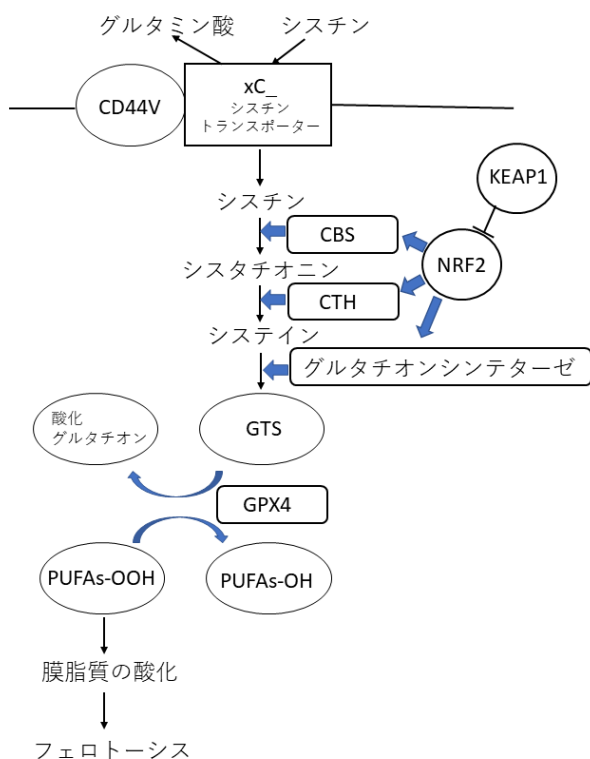 グルタミン酸
シスチン
CD44V
xC_
シスチン
トランスポーター
KEAP1
シスチン
CBS
NRF2
シスタチオニン
CTH
システイン
グルタチオンシンテターゼ
酸化
グルタチオン
GTS
GPX4
PUFAs-OOH
PUFAs-OH
膜脂質の酸化
フェロトーシス